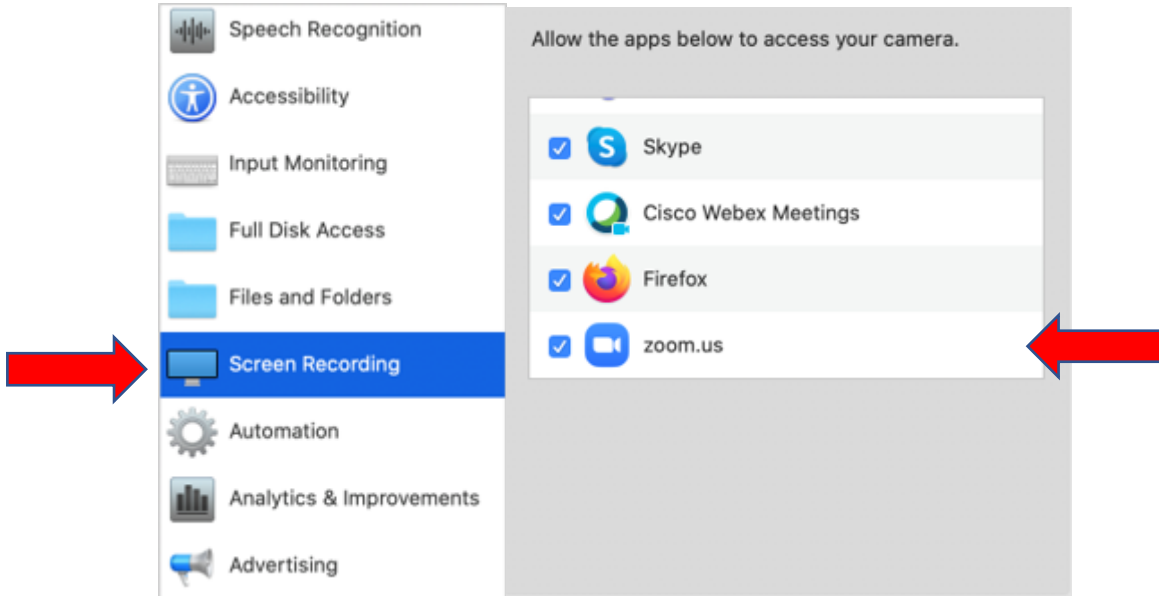 Speech Recognition
Accessibility
Input Monitoring
Full Disk Access
Files and Folders
Screen Recording
Automation
Analytics & Improvements
Advertising
Allow the apps below to access your camera.
Skype
Cisco Webex Meetings
Firefox
zoom.us